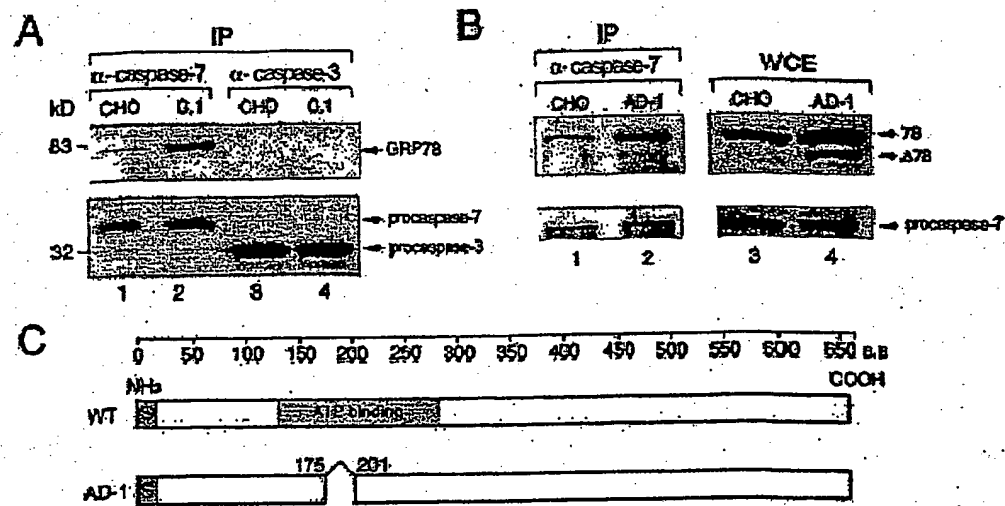 A
IP
α-caspase-7 α-caspase-3
kD CHO 0.1 CHO 0.1
83
GRP78
procaspase-7
32
procaspase-3
1 2 3 4
B
IP
α-caspase-7
WCE
CHO AD-1 CHO AD-1
78
Δ78
procaspase-7
1 2 3 4
C
0 50 100 150 200 250 300 350 400 450 500 550 600 650 a.a
NH₂ COOH
WT ATP binding
175 201
AD-1